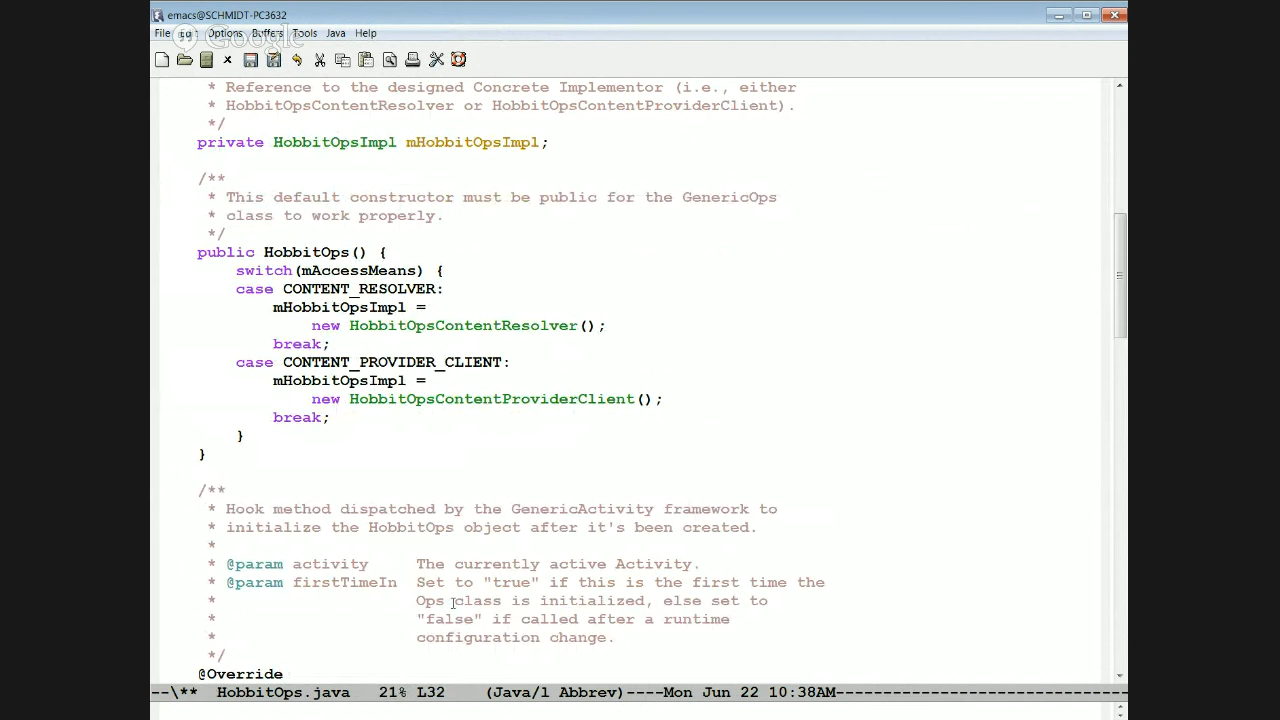 emacs@SCHMIDT-PC3632
File Edit Options Buffers Tools Java Help
Google
* Reference to the designed Concrete Implementor (i.e., either
* HobbitOpsContentResolver or HobbitOpsContentProviderClient).
*/
private HobbitOpsImpl mHobbitOpsImpl;
/**
* This default constructor must be public for the GenericOps
* class to work properly.
*/
public HobbitOps() {
switch(mAccessMeans) {
case CONTENT_RESOLVER:
mHobbitOpsImpl =
new HobbitOpsContentResolver();
break;
case CONTENT_PROVIDER_CLIENT:
mHobbitOpsImpl =
new HobbitOpsContentProviderClient();
break;
}
}
/**
* Hook method dispatched by the GenericActivity framework to
* initialize the HobbitOps object after it's been created.
*
* @param activity The currently active Activity.
* @param firstTimeIn Set to "true" if this is the first time the
* Ops class is initialized, else set to
* "false" if called after a runtime
* configuration change.
*/
@Override
--\** HobbitOps.java 21% L32 (Java/l Abbrev)----Mon Jun 22 10:38AM-------------------------------